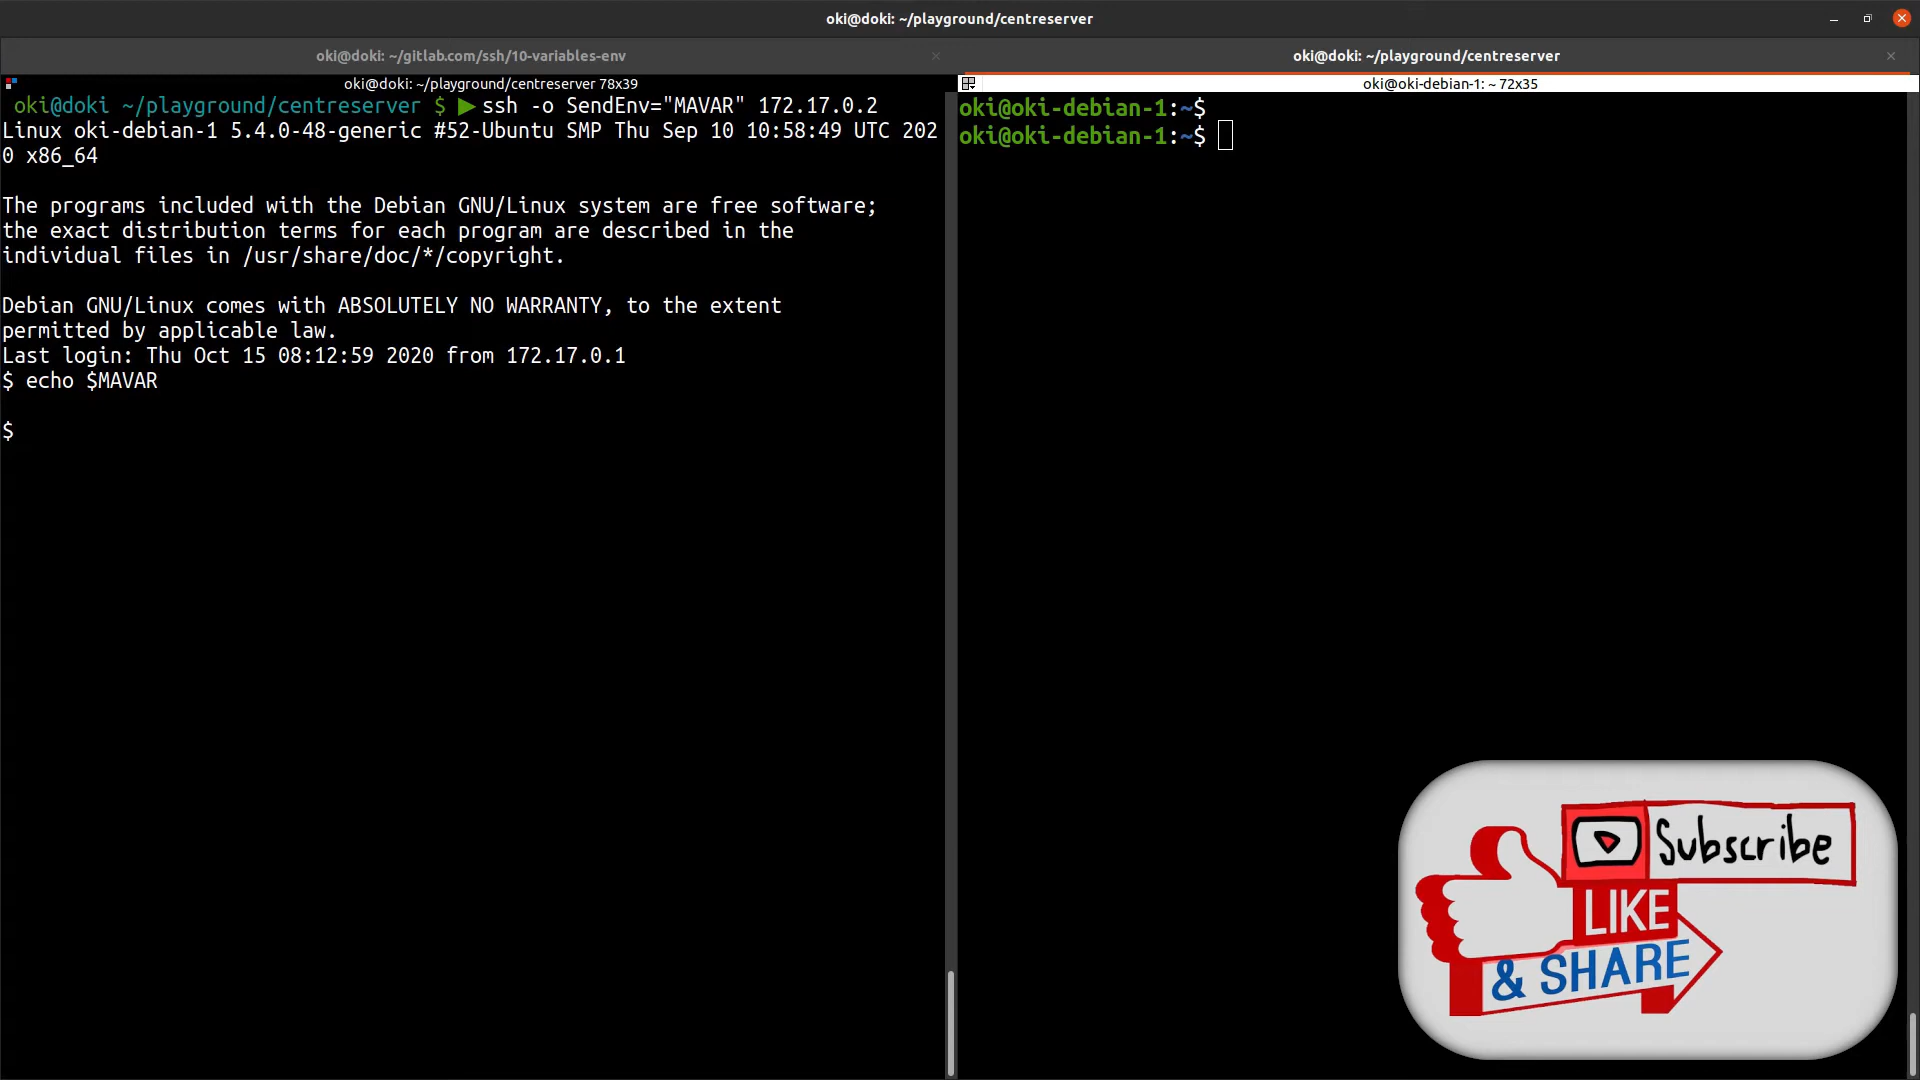 oki@doki: ~/playground/centreserver
oki@doki: ~/gitlab.com/ssh/10-variables-env
oki@doki: ~/playground/centreserver
oki@doki: ~/playground/centreserver 78x39
oki@doki ~/playground/centreserver $ ▶ssh -o SendEnv="MAVAR" 172.17.0.2
Linux oki-debian-1 5.4.0-48-generic #52-Ubuntu SMP Thu Sep 10 10:58:49 UTC 202
0 x86_64
The programs included with the Debian GNU/Linux system are free software;
the exact distribution terms for each program are described in the
individual files in /usr/share/doc/*/copyright.
Debian GNU/Linux comes with ABSOLUTELY NO WARRANTY, to the extent
permitted by applicable law.
Last login: Thu Oct 15 08:12:59 2020 from 172.17.0.1
$ echo $MAVAR
$
oki@oki-debian-1: ~ 72x35
oki@oki-debian-1:~$
oki@oki-debian-1:~$
Subscribe
LIKE
& SHARE